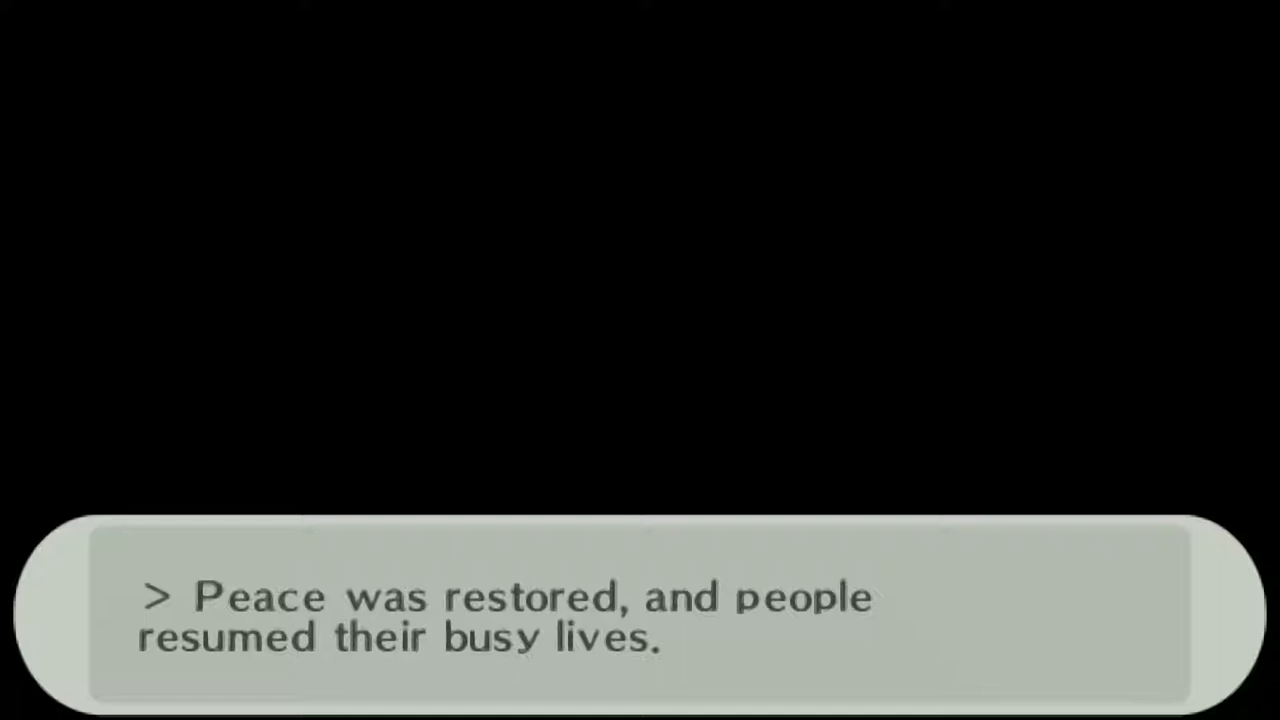 > Peace was restored, and people
resumed their busy lives.